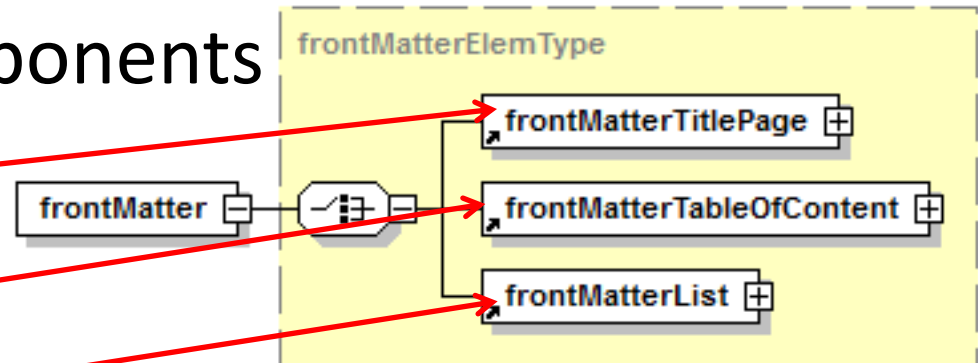 ponents
frontMatterElemType
frontMatterTitlePage
frontMatter
frontMatterTableOfContent
frontMatterList